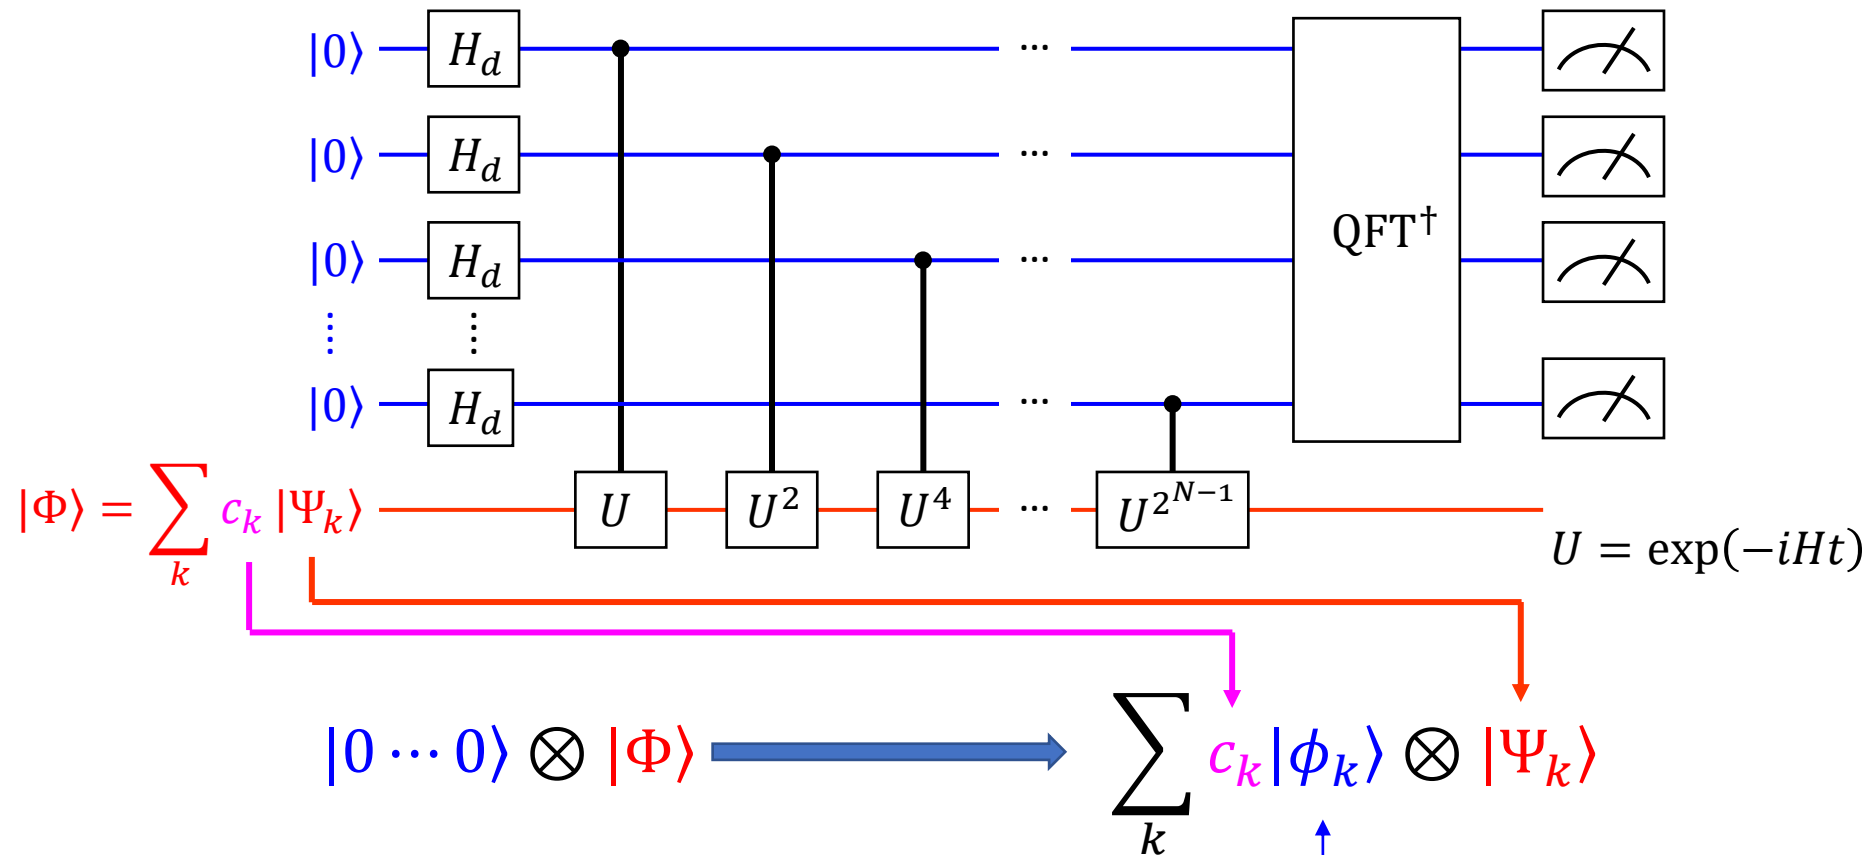 |0⟩ H_d ···
|0⟩ H_d ···
|0⟩ H_d ··· QFT†
|0⟩ H_d ···
|Φ⟩ = ∑_k c_k |Ψ_k⟩ U U^2 U^4 ··· U^{2^{N−1}}
U = exp(−iHt)
|0 ··· 0⟩ ⊗ |Φ⟩ ∑_k c_k |ϕ_k⟩ ⊗ |Ψ_k⟩